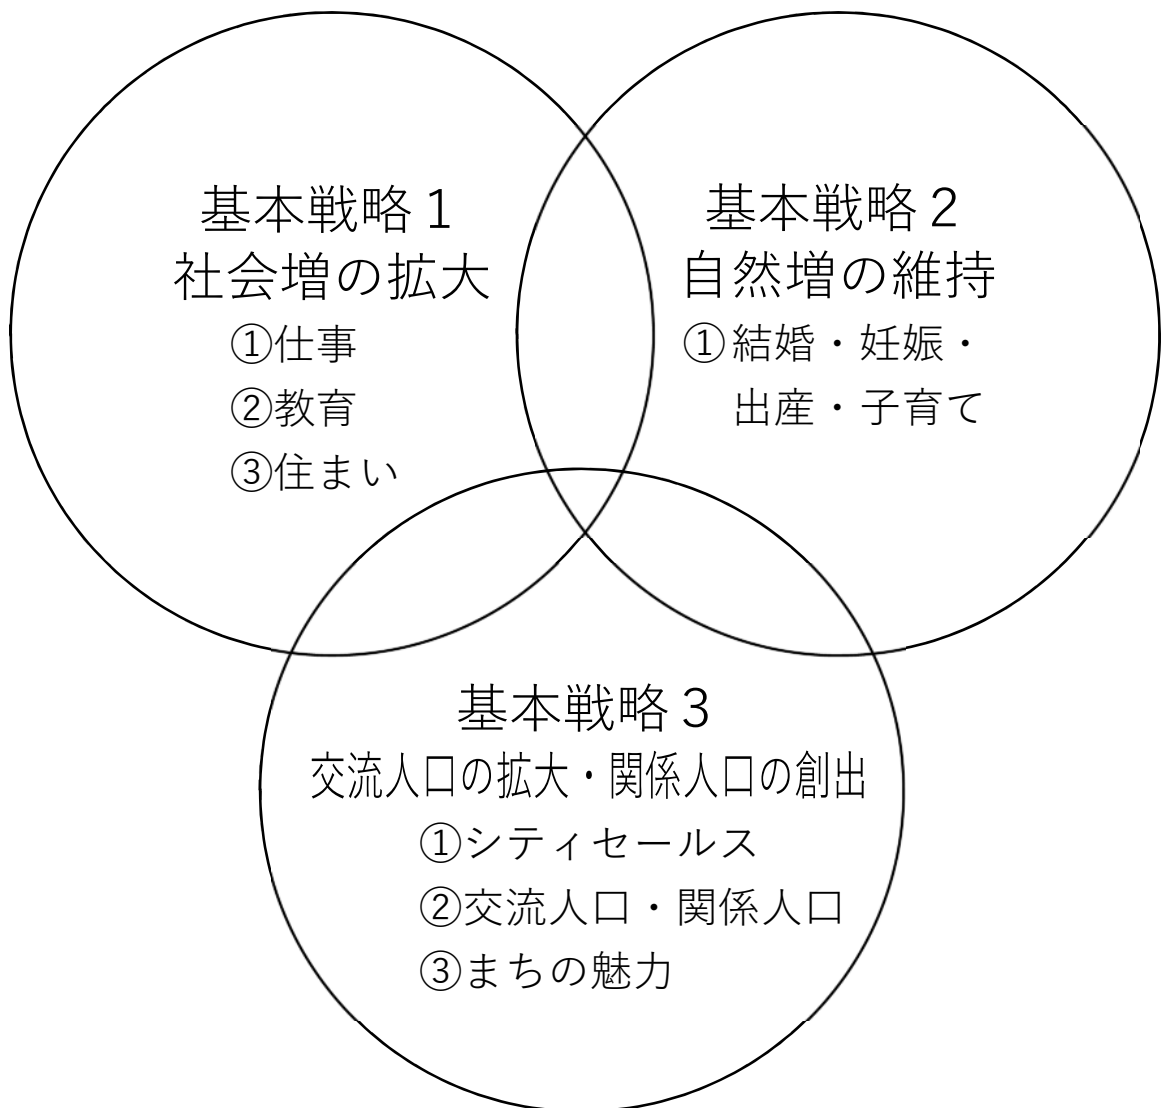 基本戦略１
社会増の拡大
①仕事
②教育
③住まい
基本戦略２
自然増の維持
①結婚・妊娠・
出産・子育て
基本戦略３
交流人口の拡大・関係人口の創出
①シティセールス
②交流人口・関係人口
③まちの魅力